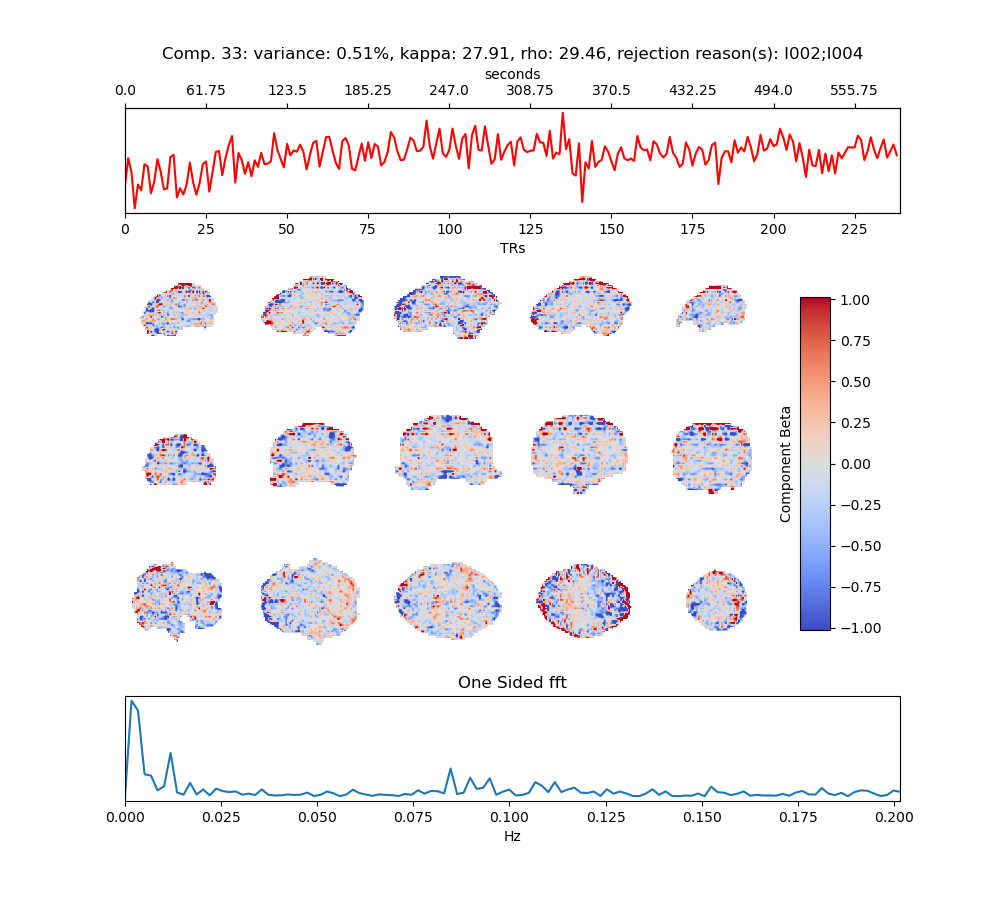 Comp. 33: variance: 0.51%, kappa: 27.91, rho: 29.46, rejection reason(s): I002;I004
seconds
0.0 61.75 123.5 185.25 247.0 308.75 370.5 432.25 494.0 555.75
0 25 50 75 100 125 150 175 200 225
TRs
1.00
0.75
0.50
0.25
0.00
−0.25
−0.50
−0.75
−1.00
Component Beta
One Sided fft
0.000 0.025 0.050 0.075 0.100 0.125 0.150 0.175 0.200
Hz